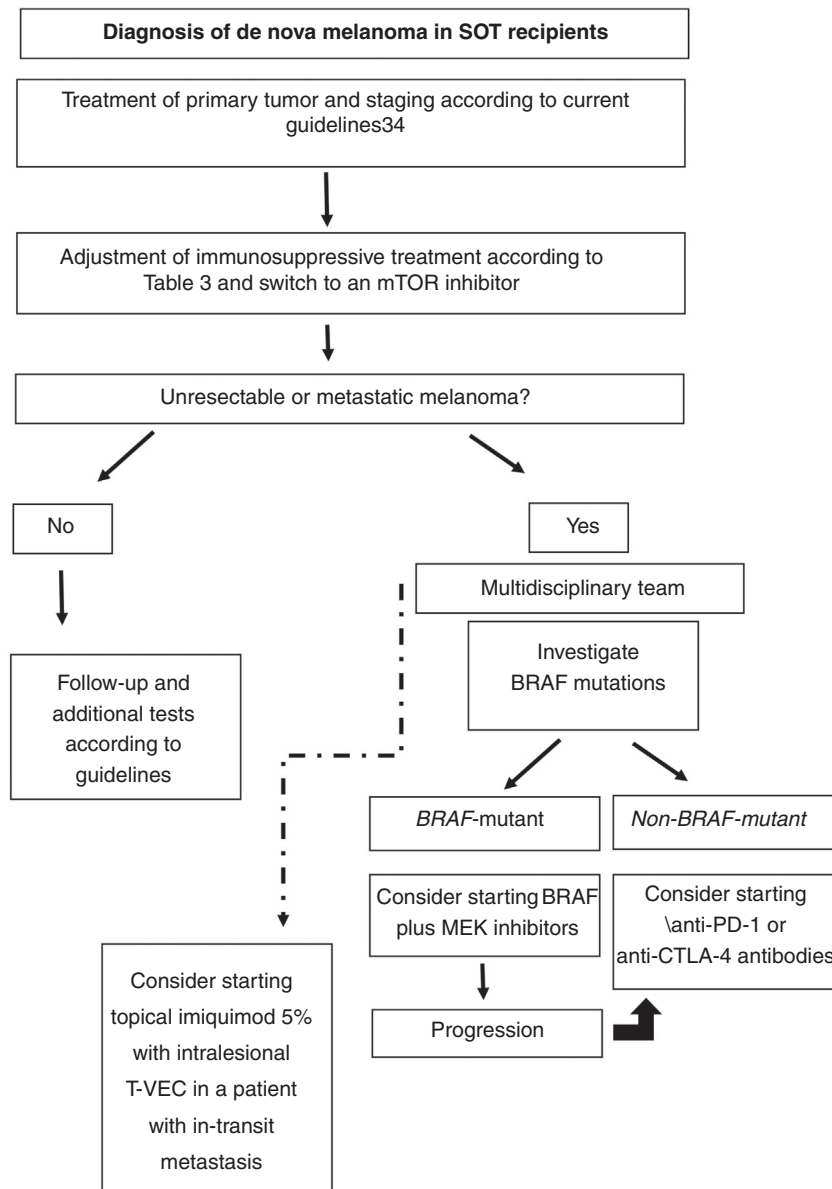 Diagnosis of de nova melanoma in SOT recipients
Treatment of primary tumor and staging according to current
guidelines34
Adjustment of immunosuppressive treatment according to
Table 3 and switch to an mTOR inhibitor
Unresectable or metastatic melanoma?
No
Yes
Multidisciplinary team
Investigate
BRAF mutations
Follow-up and
additional tests
according to
guidelines
BRAF-mutant
Non-BRAF-mutant
Consider starting BRAF
plus MEK inhibitors
Consider starting
\anti-PD-1 or
anti-CTLA-4 antibodies
Progression
Consider starting
topical imiquimod 5%
with intralesional
T-VEC in a patient
with in-transit
metastasis